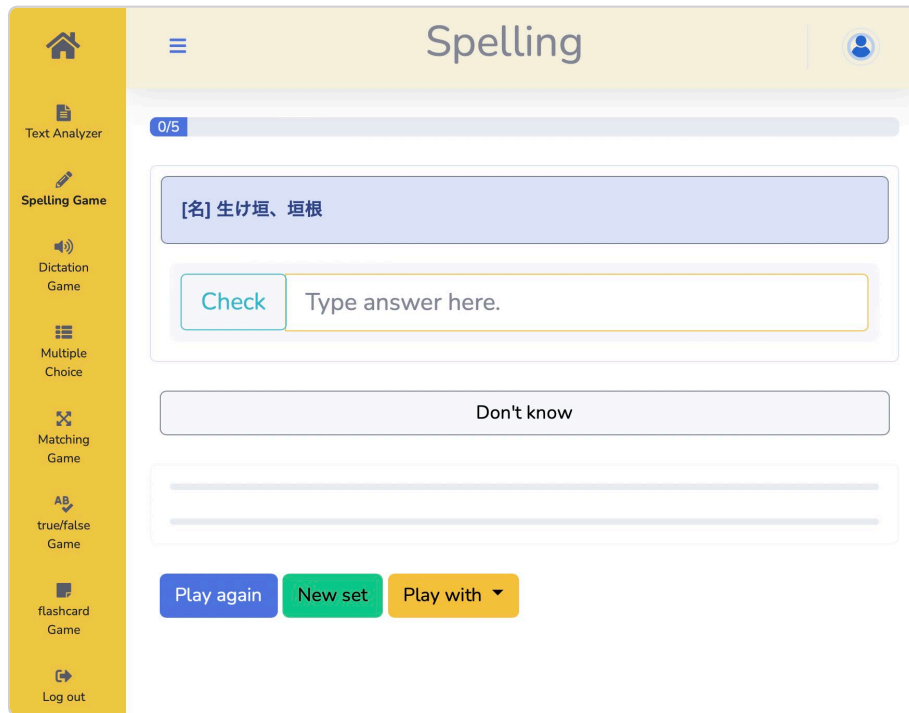 Spelling
Text Analyzer
Spelling Game
Dictation
Game
Multiple
Choice
Matching
Game
AB
true/false
Game
flashcard
Game
Log out
0/5
[名] 生け垣、垣根
Check
Type answer here.
Don't know
Play again
New set
Play with